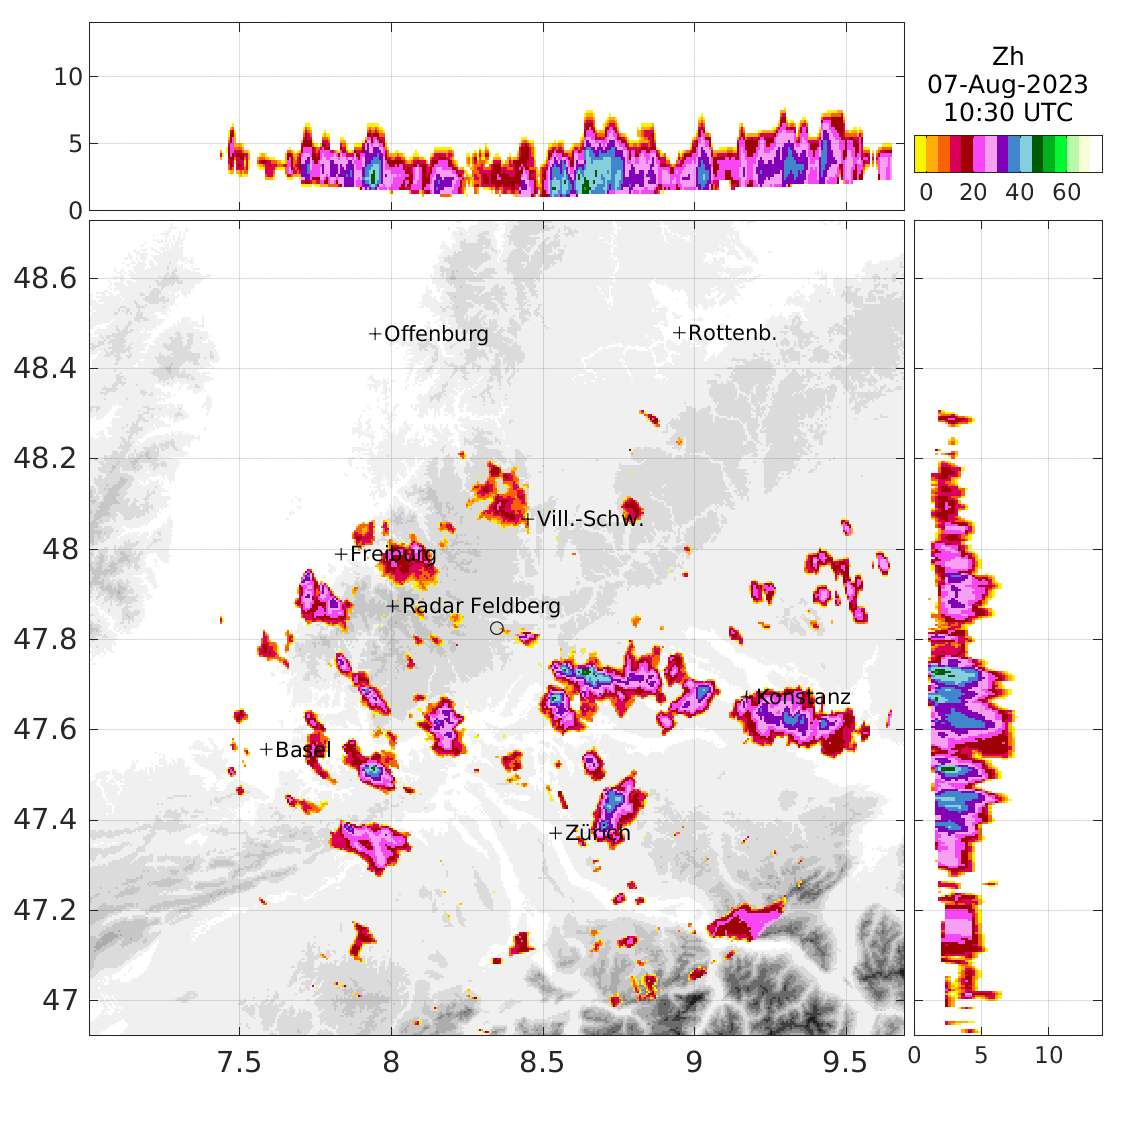 10
5
0
Zh
07-Aug-2023
10:30 UTC
0 20 40 60
48.6
48.4
48.2
48
47.8
47.6
47.4
47.2
47
+Offenburg
+Rottenb.
+Vill.-Schw.
+Freiburg
+Radar Feldberg
+Konstanz
+Basel
+Zürich
7.5 8 8.5 9 9.5
0 5 10